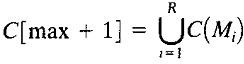 C[max + 1] = ⋃_{i=1}^{R} C(M_i)